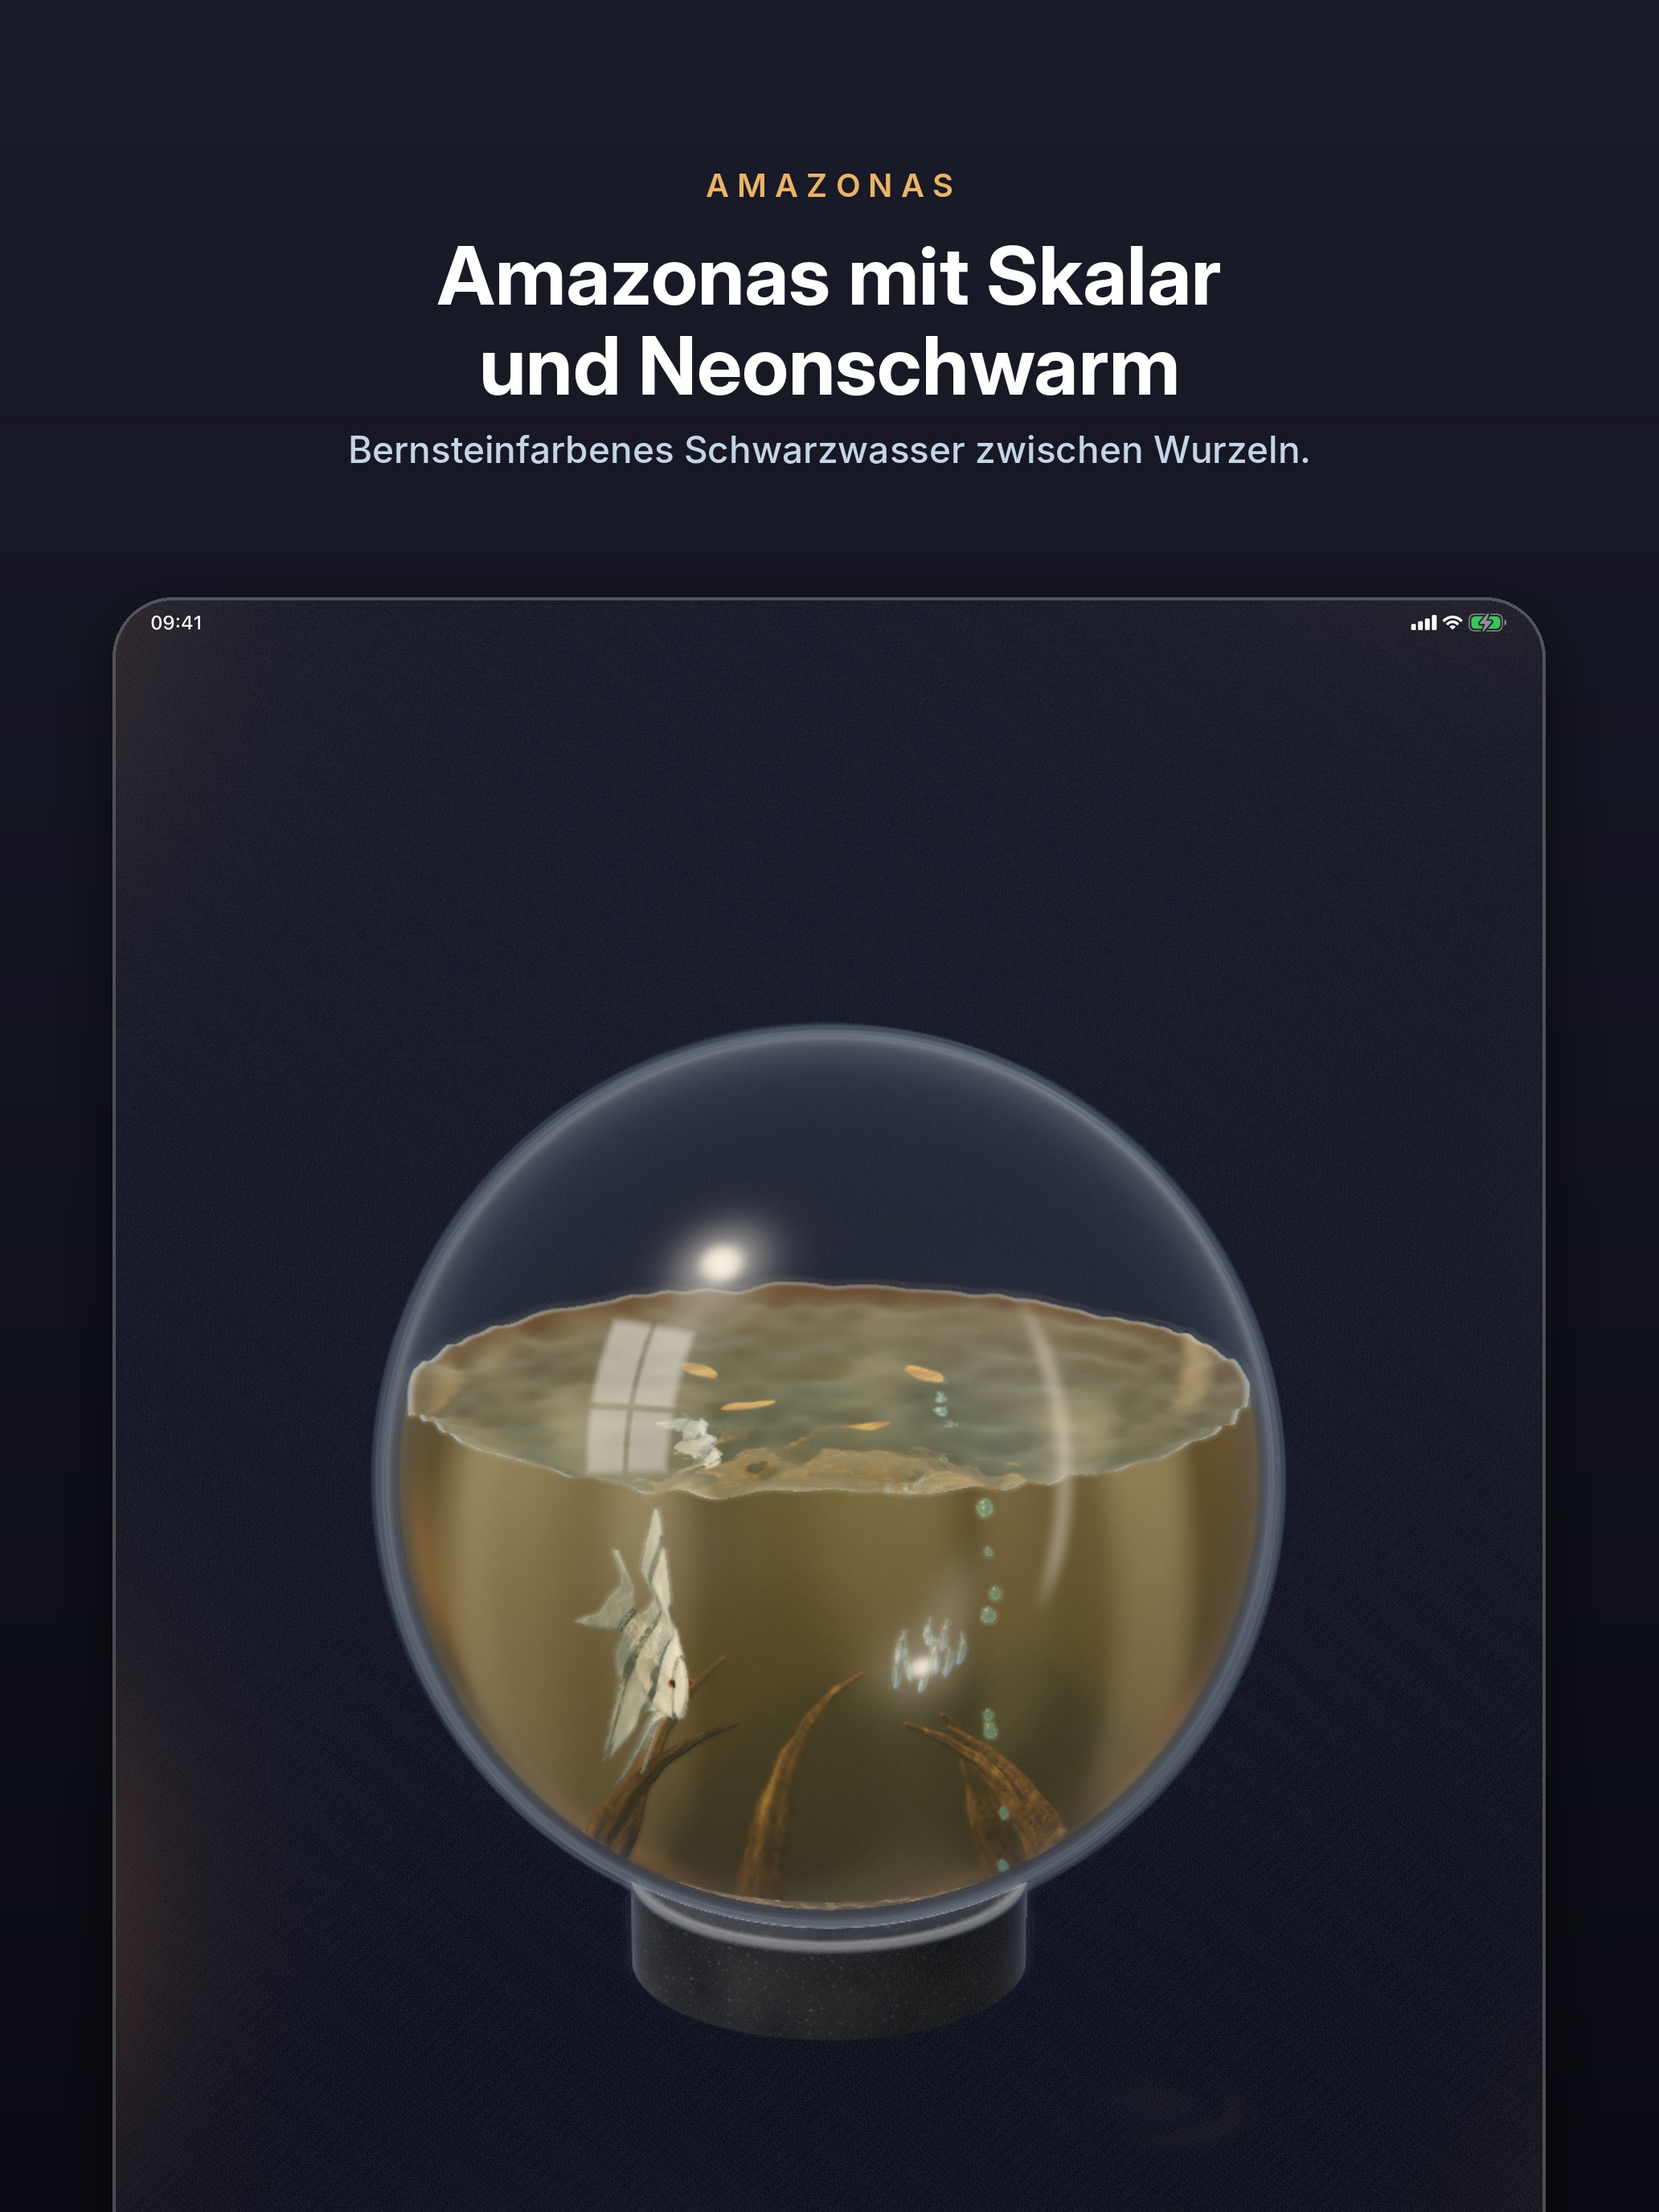 AMAZONAS
Amazonas mit Skalar
und Neonschwarm
Bernsteinfarbenes Schwarzwasser zwischen Wurzeln.
09:41